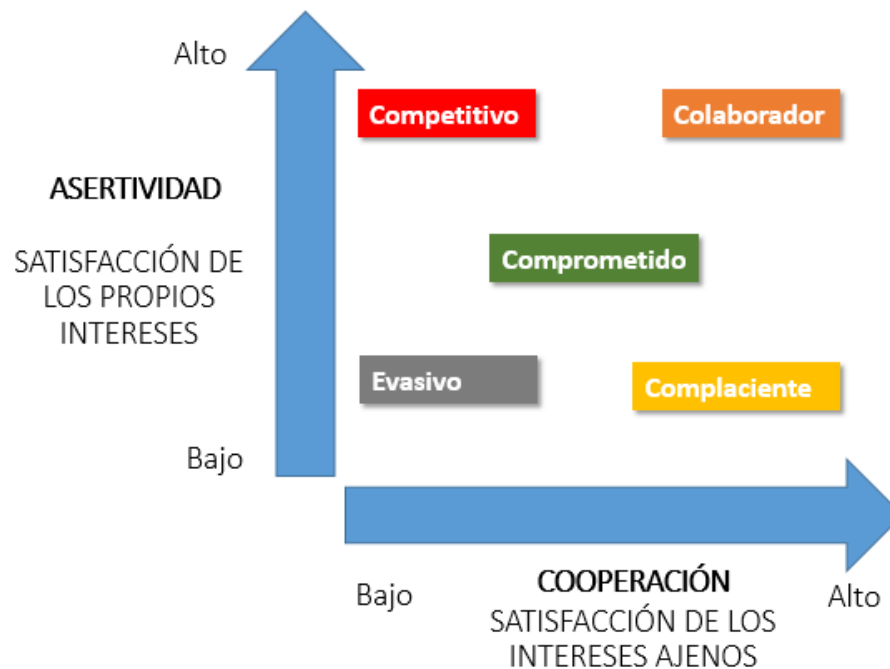 Alto
Competitivo
Colaborador
ASERTIVIDAD
SATISFACCIÓN DE
LOS PROPIOS
INTERESES
Comprometido
Evasivo
Complaciente
Bajo
Bajo
COOPERACIÓN
Alto
SATISFACCIÓN DE LOS
INTERESES AJENOS